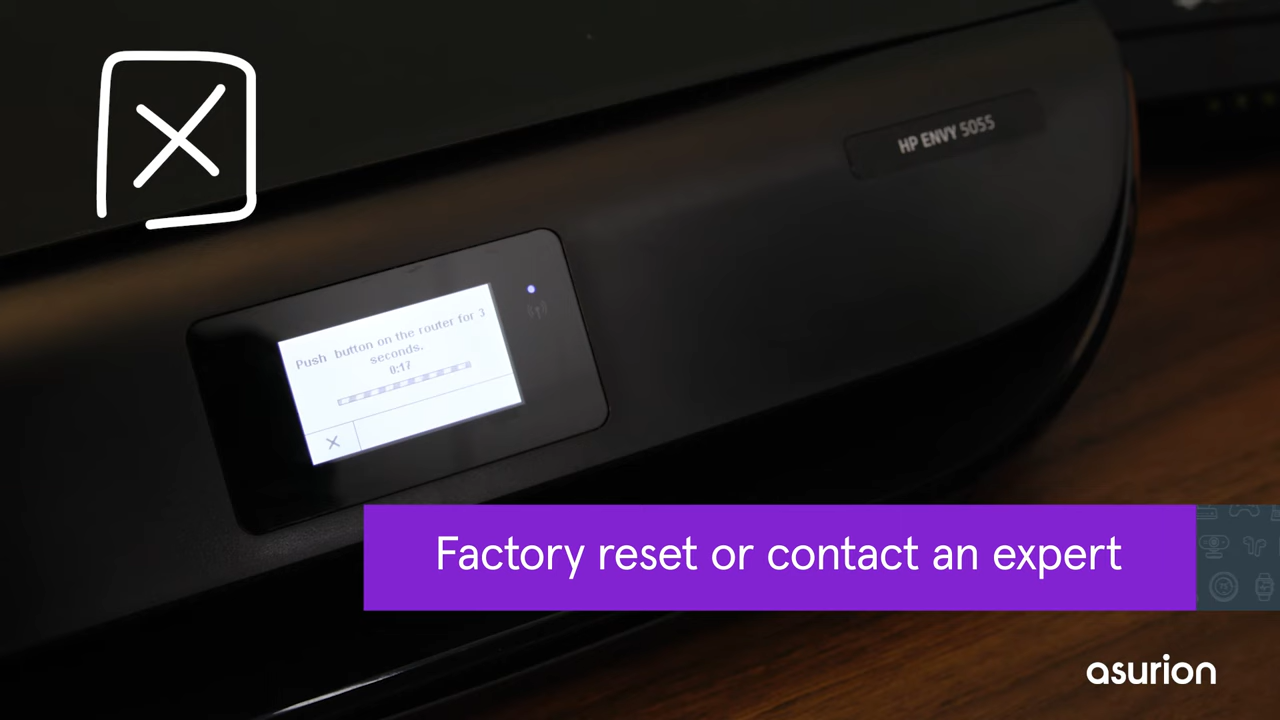 HP ENVY 5055
Push button on the router for 3
seconds.
0:17
Factory reset or contact an expert
asurion